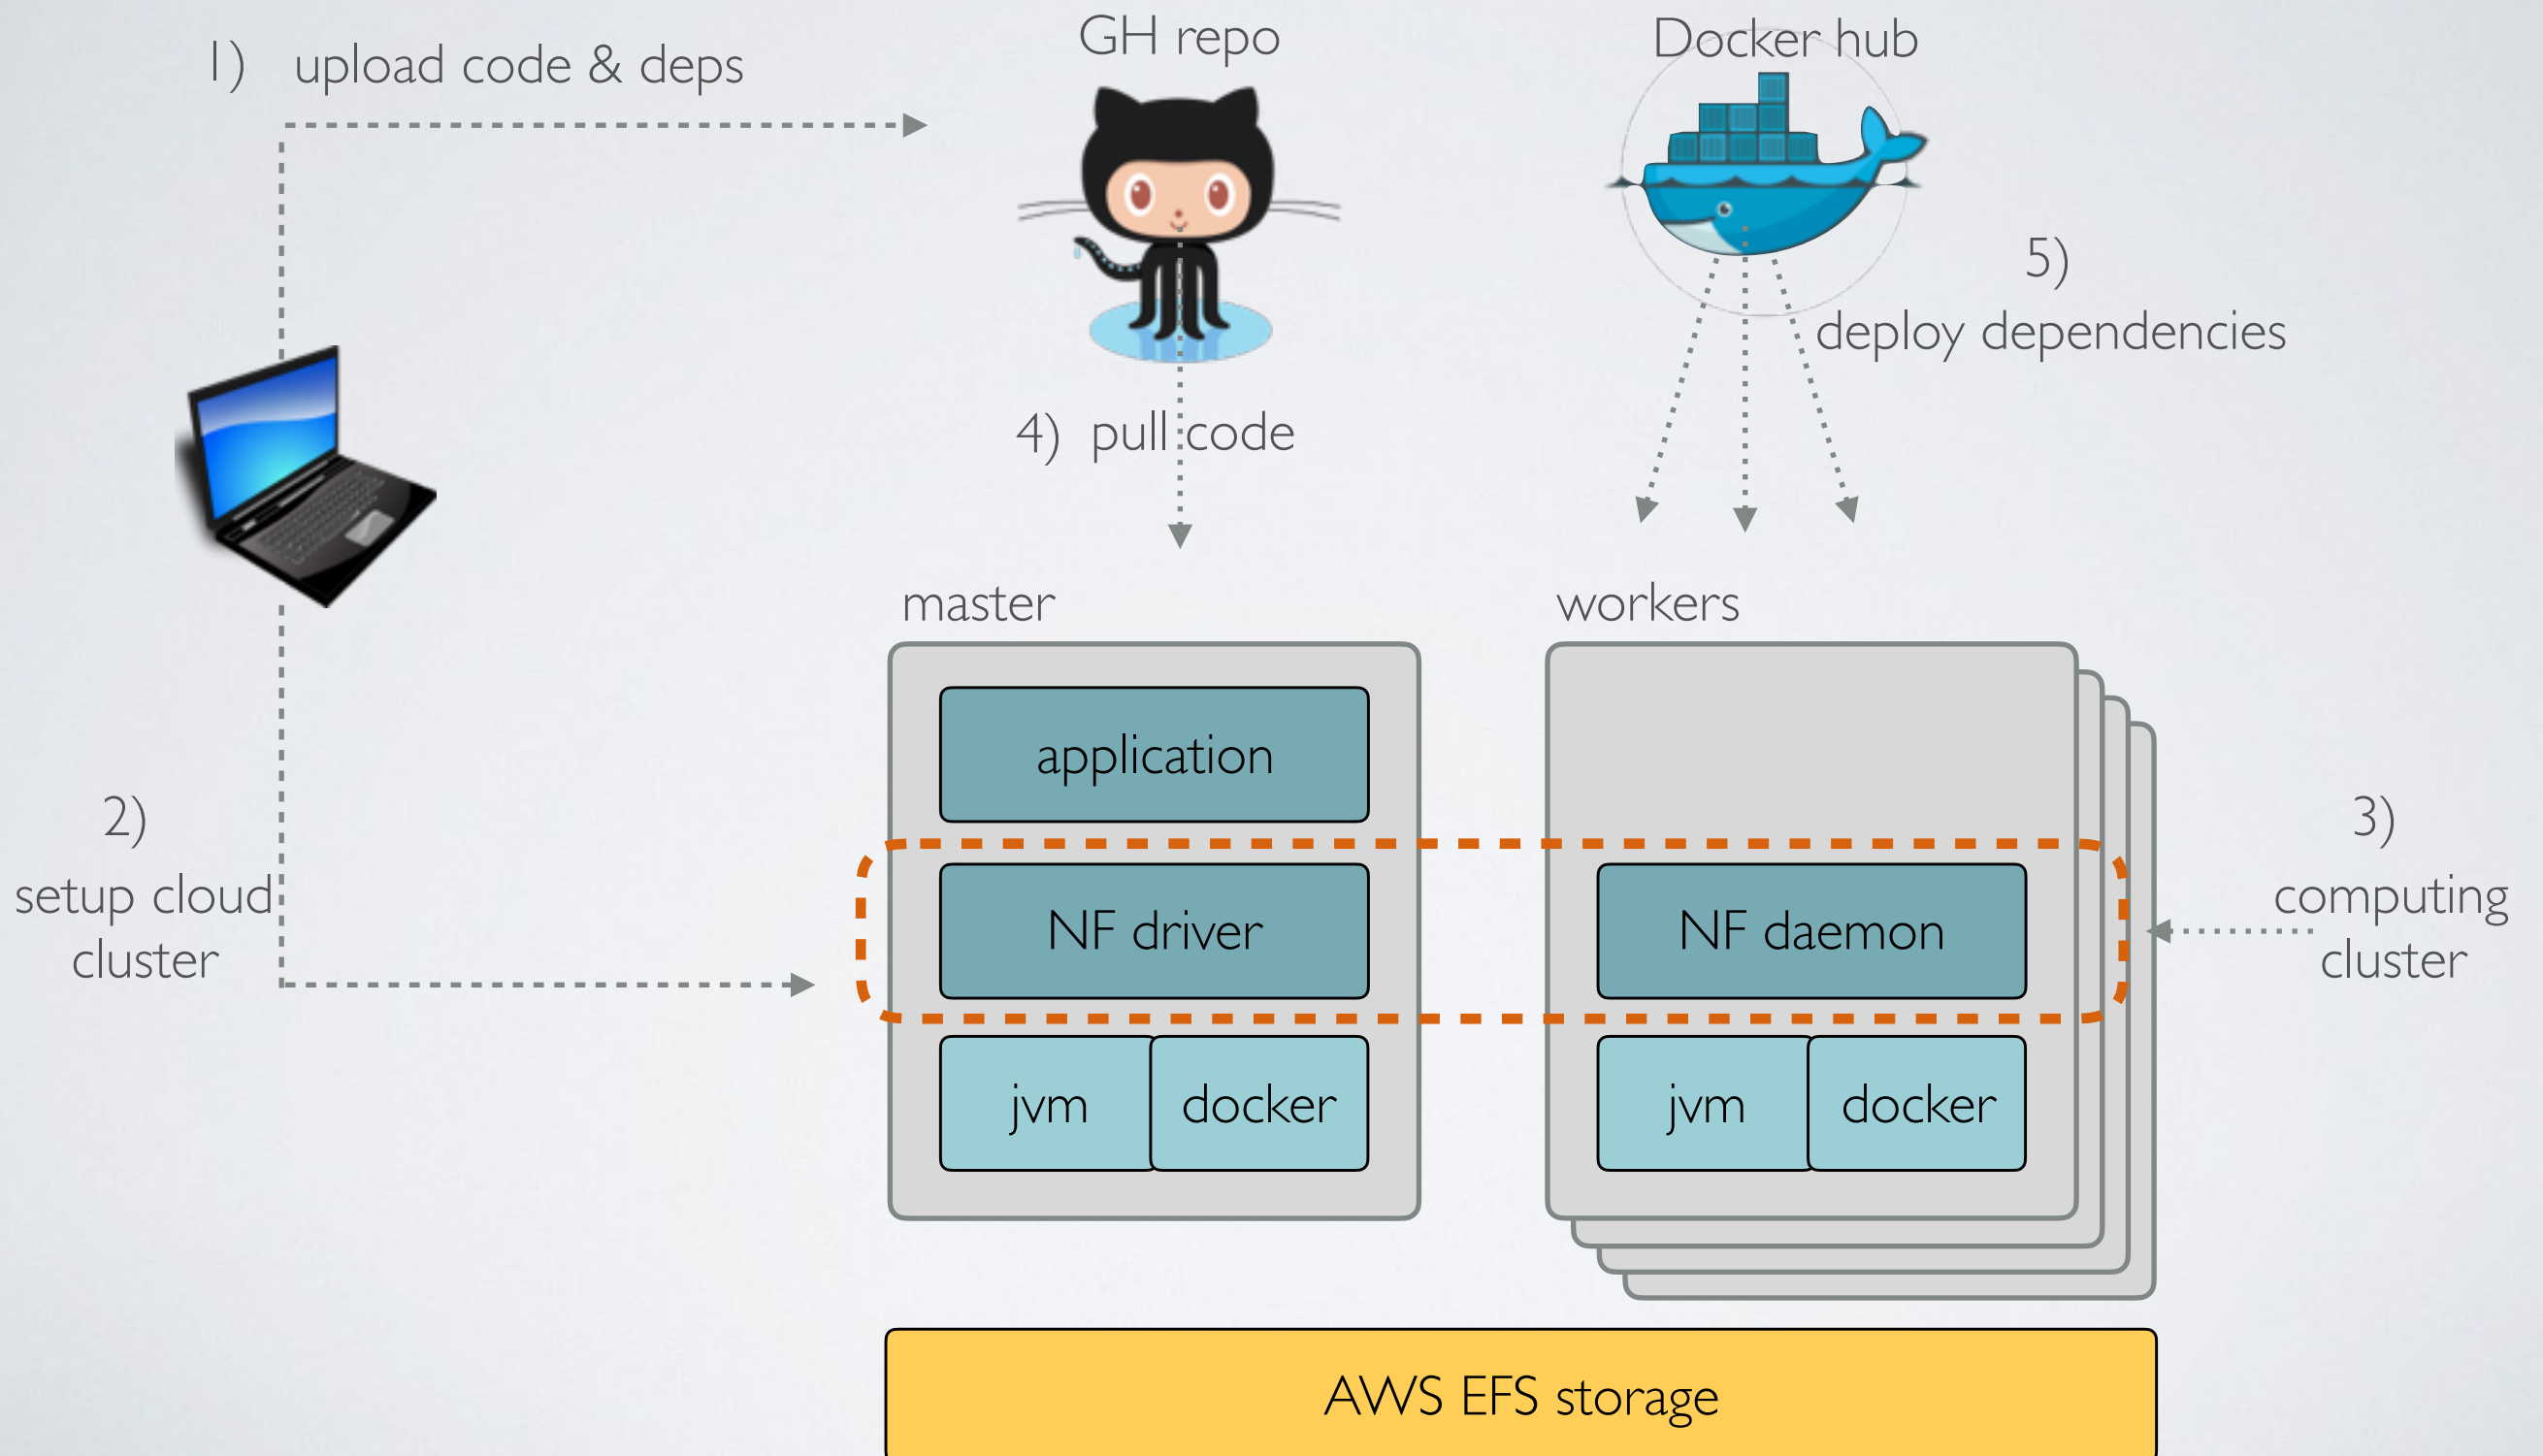 1) upload code & deps
GH repo
Docker hub
5)
deploy dependencies
4) pull code
master
workers
application
2)
setup cloud
cluster
NF driver
NF daemon
3)
computing
cluster
jvm
docker
jvm
docker
AWS EFS storage